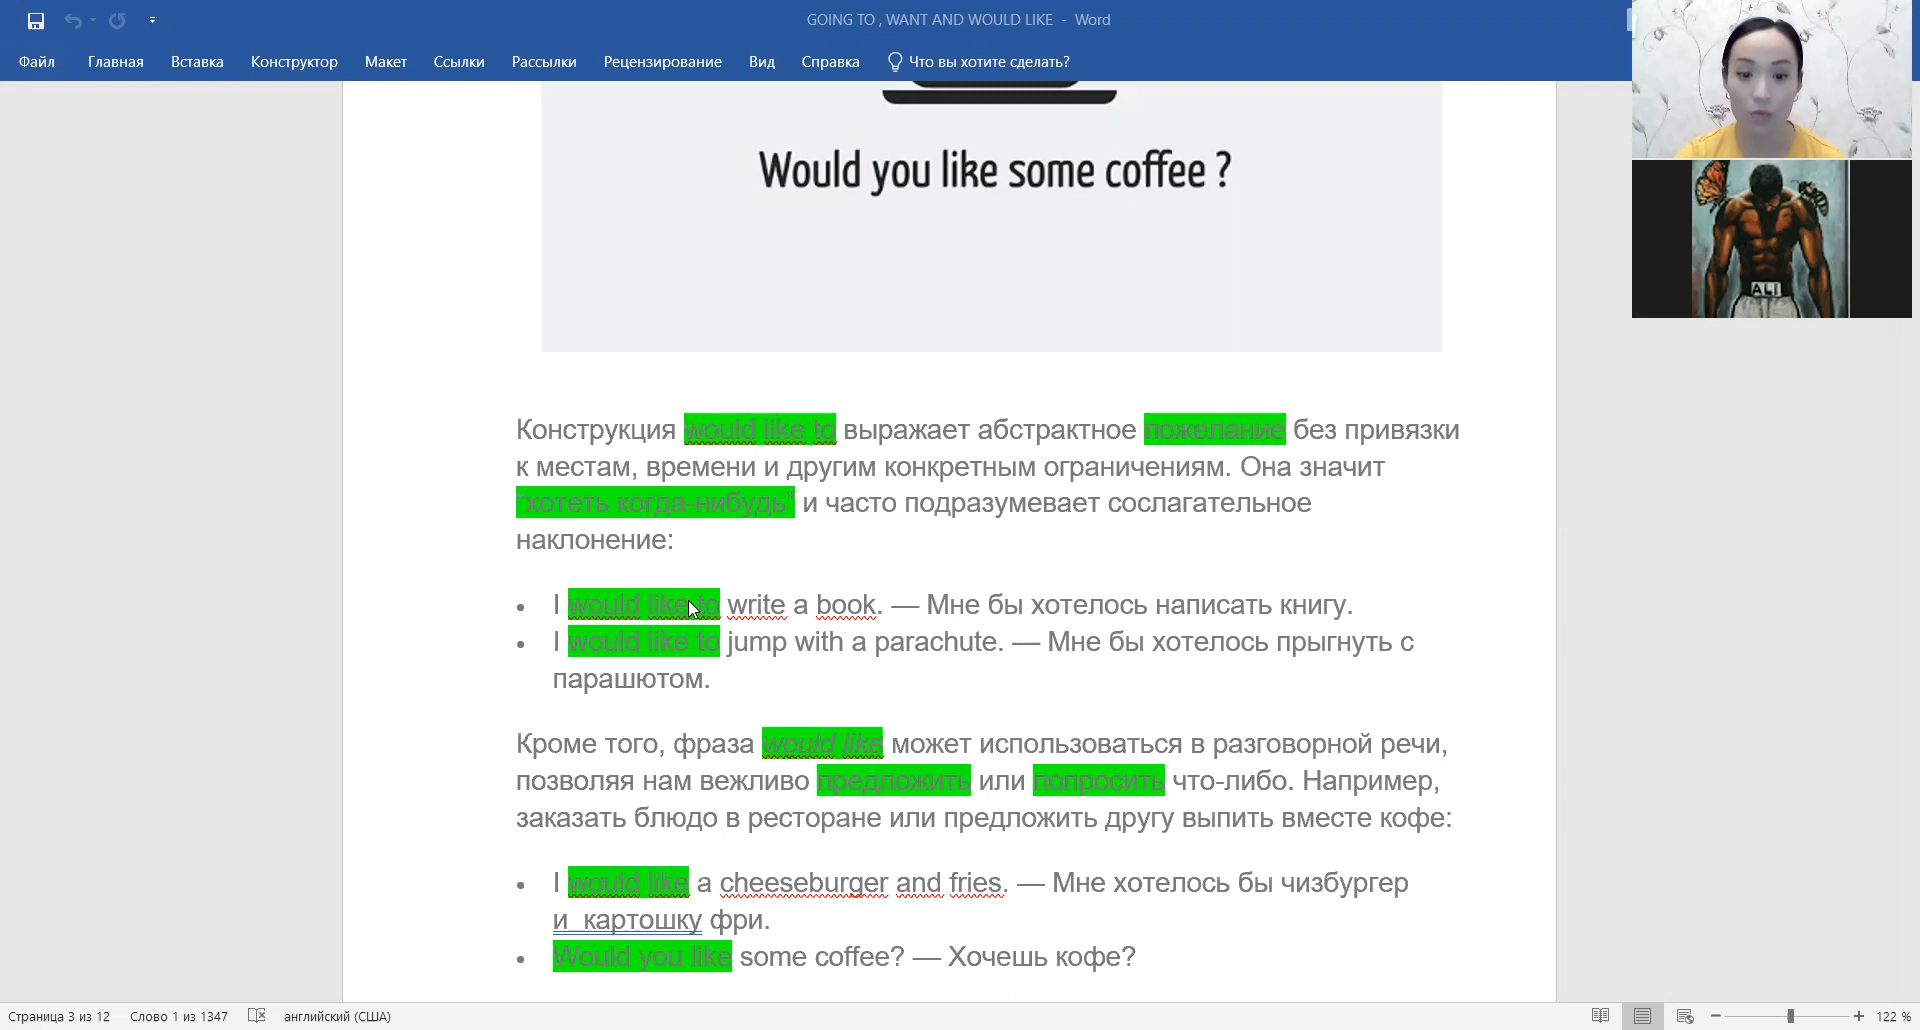 GOING TO , WANT AND WOULD LIKE - Word
Файл Главная Вставка Конструктор Макет Ссылки Рассылки Рецензирование Вид Справка Что вы хотите сделать?
Would you like some coffee ?
ALI
Конструкция would like to выражает абстрактное пожелание без привязки
к местам, времени и другим конкретным ограничениям. Она значит
“хотеть когда-нибудь” и часто подразумевает сослагательное
наклонение:
• I would like to write a book. — Мне бы хотелось написать книгу.
• I would like to jump with a parachute. — Мне бы хотелось прыгнуть с
парашютом.
Кроме того, фраза would like может использоваться в разговорной речи,
позволяя нам вежливо предложить или попросить что-либо. Например,
заказать блюдо в ресторане или предложить другу выпить вместе кофе:
• I would like a cheeseburger and fries. — Мне хотелось бы чизбургер
и картошку фри.
• Would you like some coffee? — Хочешь кофе?
Страница 3 из 12 Слово 1 из 1347 английский (США) 122 %